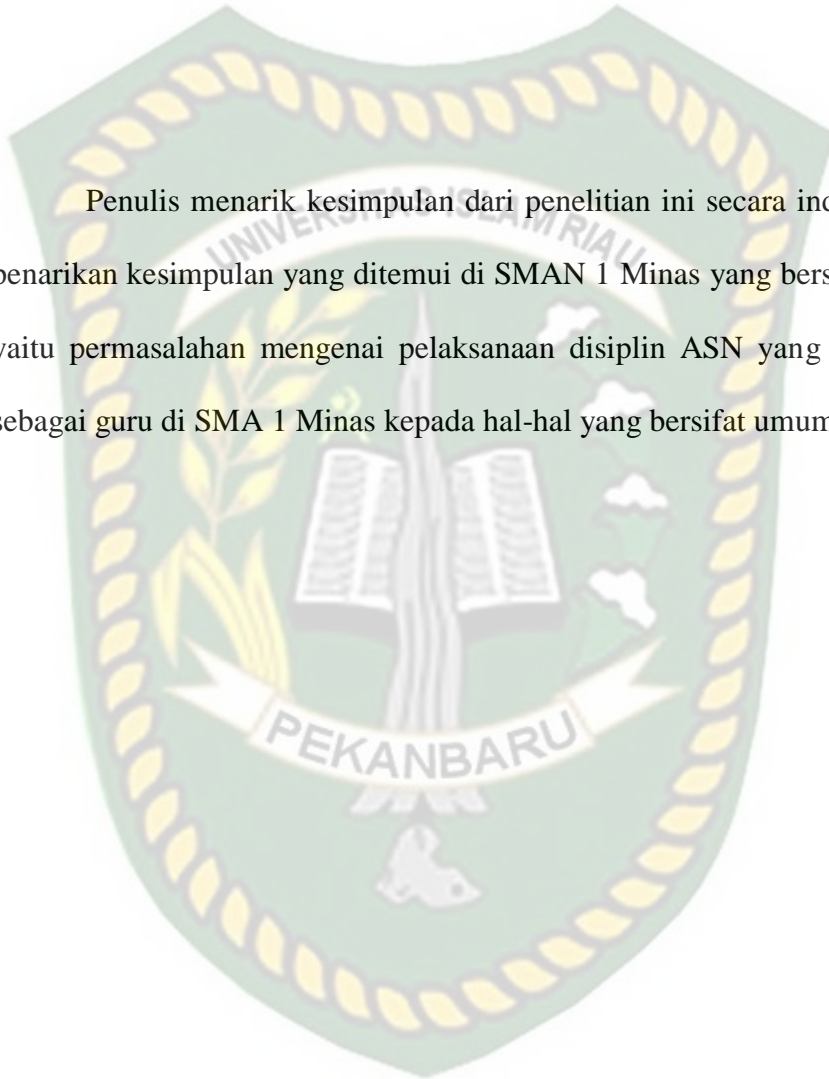 Penulis menarik kesimpulan dari penelitian ini secara
penarikan kesimpulan yang ditemui di SMAN 1 Minas yang
yaitu permasalahan mengenai pelaksanaan disiplin ASN yang
sebagai guru di SMA 1 Minas kepada hal-hal yang bersifat umum
UNIVERSITAS ISLAM RIAU
PEKANBARU